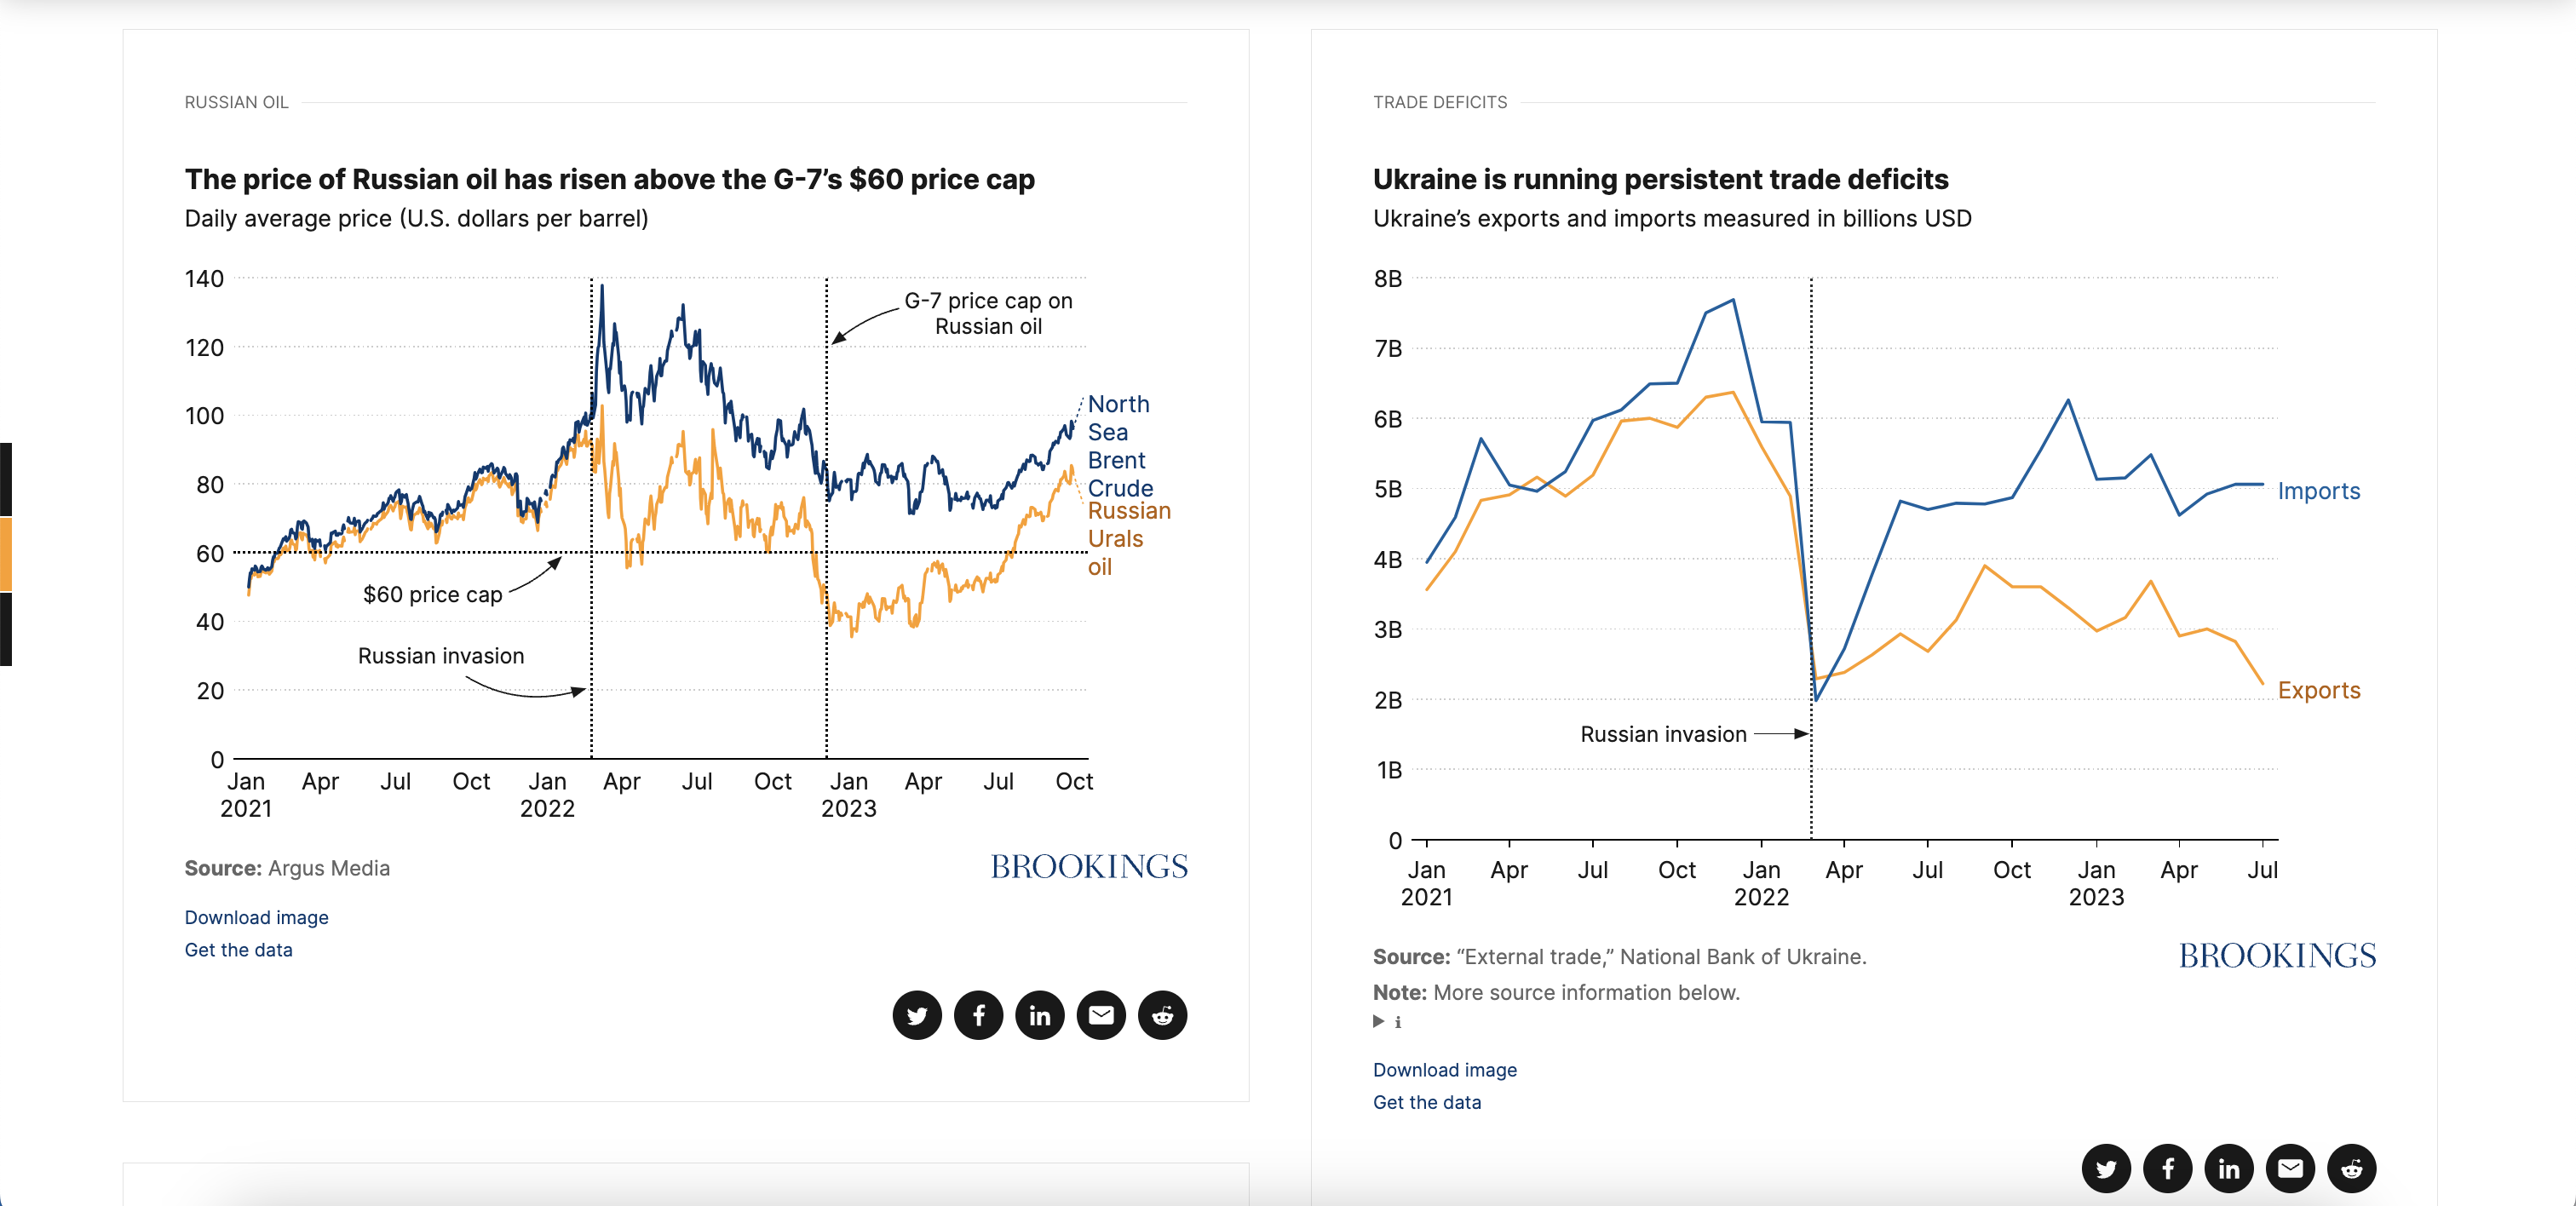 RUSSIAN OIL
The price of Russian oil has risen above the G-7’s $60 price cap
Daily average price (U.S. dollars per barrel)
140
120
100
80
60
40
20
0
G-7 price cap on
Russian oil
$60 price cap
Russian invasion
North
Sea
Brent
Crude
Russian
Urals
oil
Jan Apr Jul Oct Jan Apr Jul Oct Jan Apr Jul Oct
2021 2022 2023
Source: Argus Media
BROOKINGS
Download image
Get the data
TRADE DEFICITS
Ukraine is running persistent trade deficits
Ukraine’s exports and imports measured in billions USD
8B
7B
6B
5B
4B
3B
2B
1B
0
Imports
Exports
Russian invasion
Jan Apr Jul Oct Jan Apr Jul Oct Jan Apr Jul
2021 2022 2023
Source: “External trade,” National Bank of Ukraine.
BROOKINGS
Note: More source information below.
i
Download image
Get the data